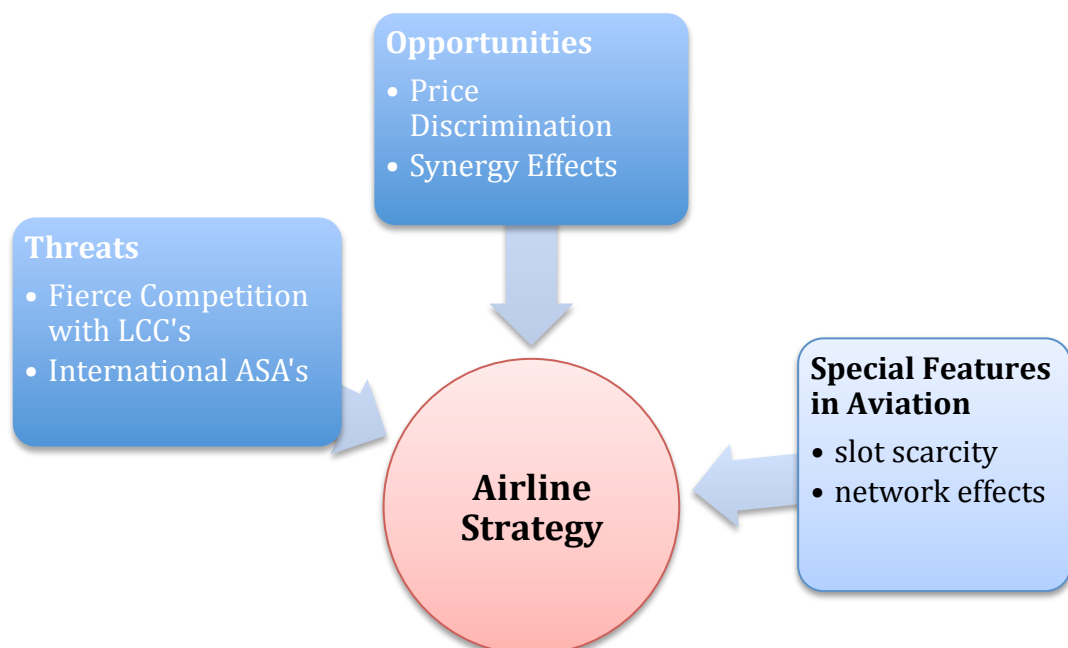 Opportunities
• Price
Discrimination
• Synergy Effects
Threats
• Fierce Competition
with LCC's
• International ASA's
Special Features
in Aviation
• slot scarcity
• network effects
Airline
Strategy